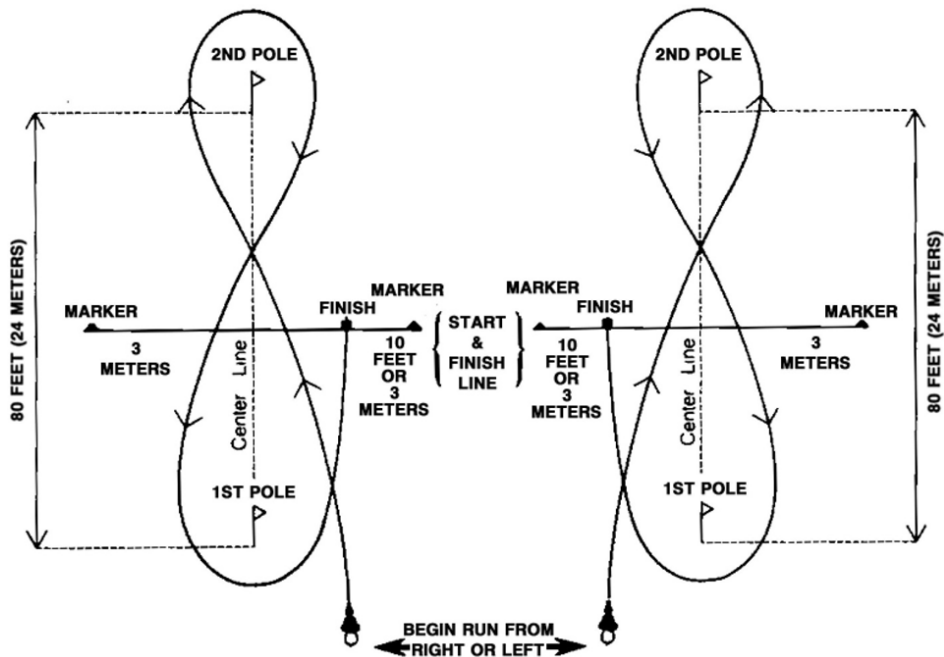 2ND POLE
80 FEET (24 METERS)
MARKER
3
METERS
Center Line
FINISH
MARKER
10
FEET
OR
3
METERS
1ST POLE
START
&
FINISH
LINE
2ND POLE
MARKER
FINISH
10
FEET
OR
3
METERS
Center Line
MARKER
3
METERS
1ST POLE
80 FEET (24 METERS)
BEGIN RUN FROM
RIGHT OR LEFT